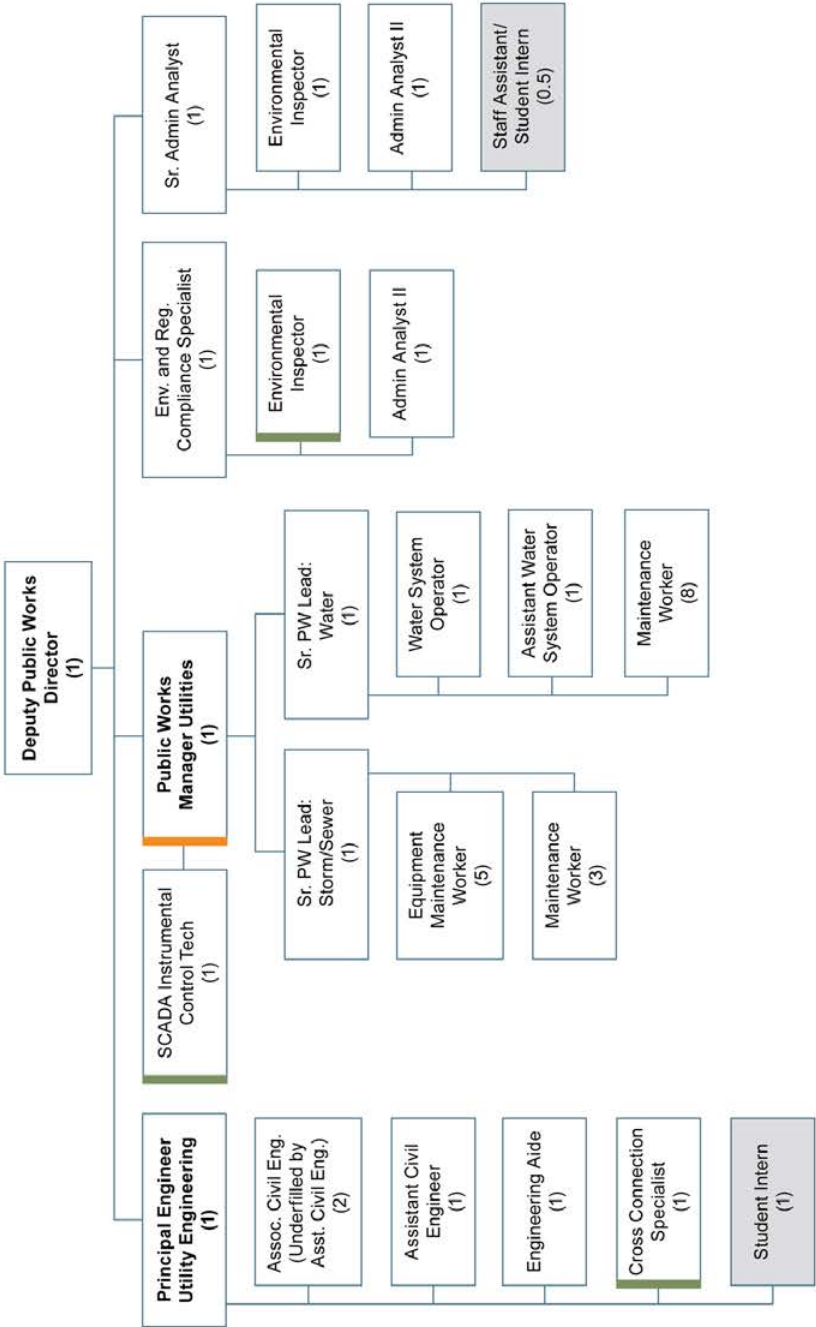 Deputy Public Works
Director
(1)
Principal Engineer
Utility Engineering
(1)
Assoc. Civil Eng.
(Underfilled by
Asst. Civil Eng.)
(2)
Assistant Civil
Engineer
(1)
Engineering Aide
(1)
Cross Connection
Specialist
(1)
Student Intern
(1)
SCADA Instrumental
Control Tech
(1)
Public Works
Manager Utilities
(1)
Sr. PW Lead:
Storm/Sewer
(1)
Equipment
Maintenance
Worker
(5)
Maintenance
Worker
(3)
Sr. PW Lead:
Water
(1)
Water System
Operator
(1)
Assistant Water
System Operator
(1)
Maintenance
Worker
(8)
Env. and Reg.
Compliance Specialist
(1)
Environmental
Inspector
(1)
Admin Analyst II
(1)
Sr. Admin Analyst
(1)
Environmental
Inspector
(1)
Admin Analyst II
(1)
Staff Assistant/
Student Intern
(0.5)